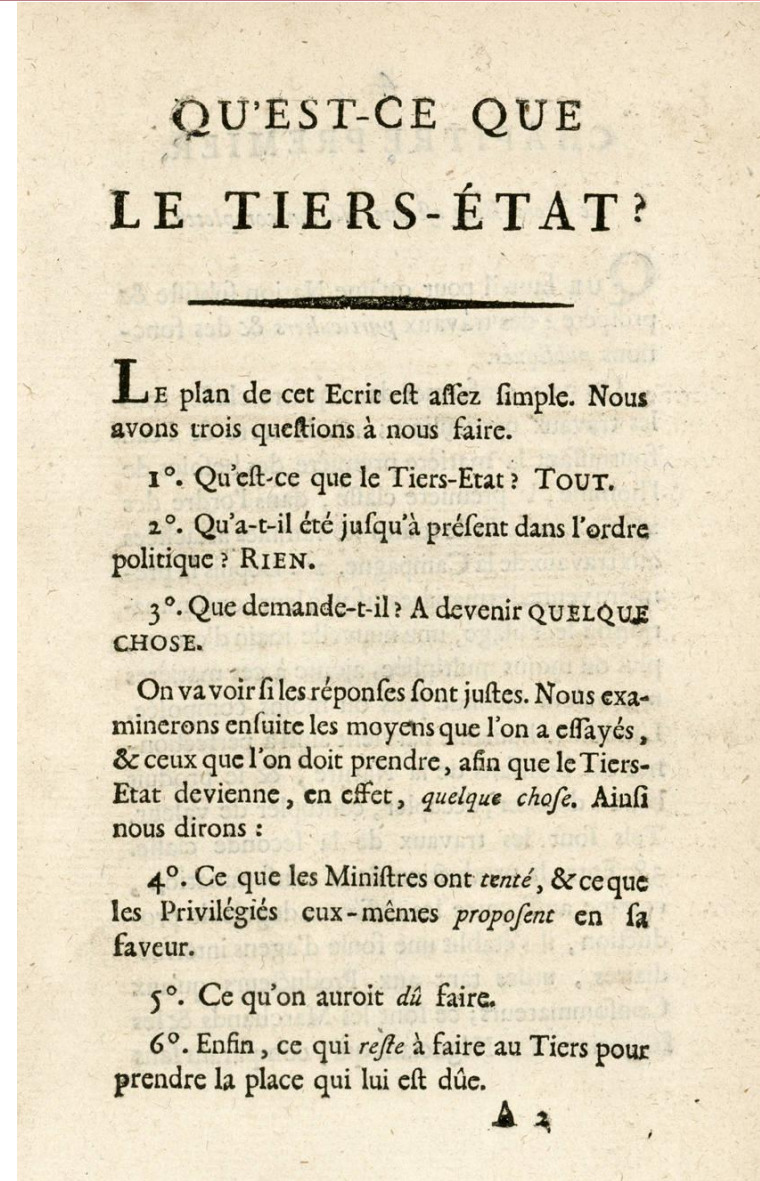 QU'EST-CE QUE
LE TIERS-ÉTAT?
LE plan de cet Ecrit eſt aſſez ſimple. Nous
avons trois queſtions à nous faire.
1°. Qu'eſt-ce que le Tiers-Etat? TOUT.
2°. Qu'a-t-il été juſqu'à préſent dans l'ordre
politique? RIEN.
3°. Que demande-t-il? A devenir QUELQUE
CHOSE.
On va voir ſi les réponſes ſont juſtes. Nous exa-
minerons enſuite les moyens que l'on a eſſayés,
& ceux que l'on doit prendre, afin que le Tiers-
Etat devienne, en effet, quelque choſe. Ainſi
nous dirons :
4°. Ce que les Miniſtres ont tenté, & ce que
les Privilégiés eux-mêmes propoſent en ſa
faveur.
5°. Ce qu'on auroit dû faire.
6°. Enfin, ce qui reſte à faire au Tiers pour
prendre la place qui lui eſt dûe.
A 2